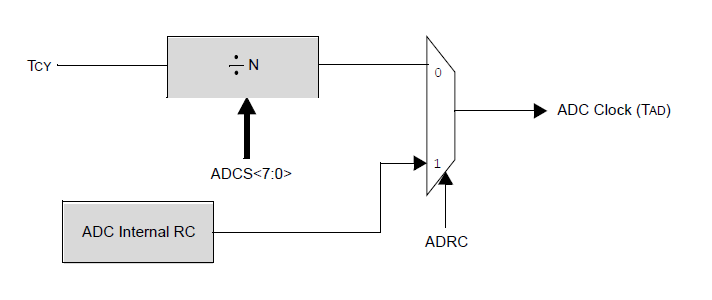 TCY
÷ N
0
ADC Clock (TAD)
ADCS<7:0>
1
ADC Internal RC
ADRC